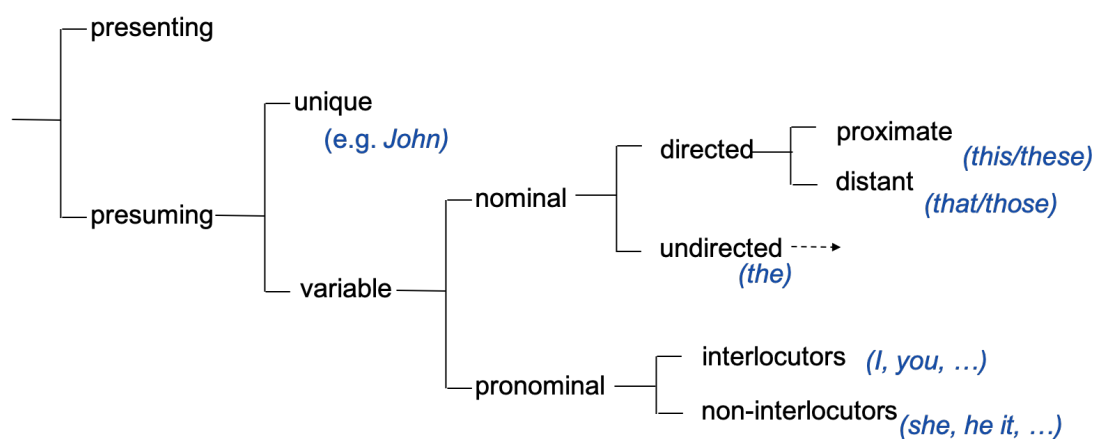 presenting
unique
(e.g. John)
directed
proximate
(this/these)
distant
(that/those)
nominal
presuming
undirected
(the)
variable
interlocutors (I, you, …)
pronominal
non-interlocutors (she, he it, …)